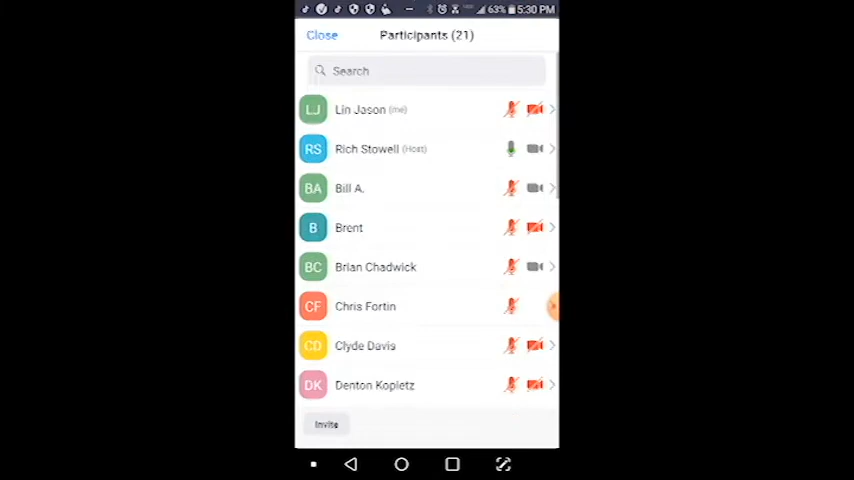 63% 5:30 PM
Close Participants (21)
Search
LJ Lin Jason (me)
RS Rich Stowell (Host)
BA Bill A.
B Brent
BC Brian Chadwick
CF Chris Fortin
CD Clyde Davis
DK Denton Kopletz
Invite